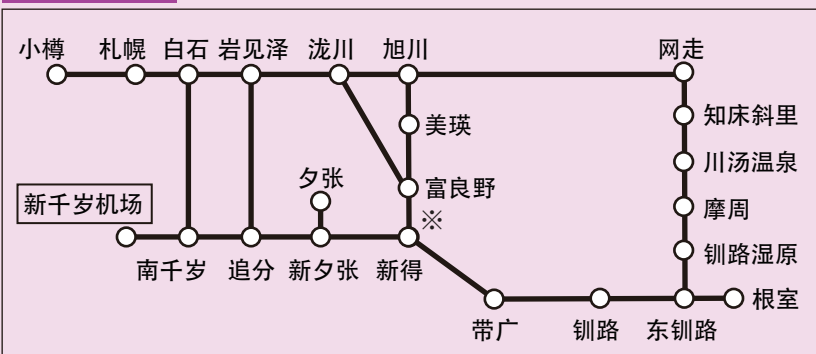 小樽 札幌 白石 岩见泽 泷川 旭川 网走
美瑛
知床斜里
川汤温泉
夕张
富良野
※
新千岁机场
摩周
钏路湿原
南千岁 追分 新夕张 新得
根室
带广 钏路 东钏路